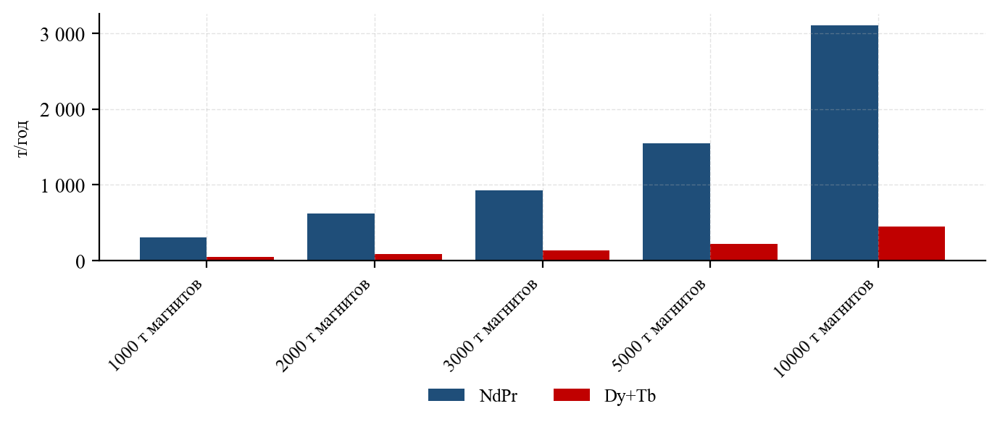 3 000
2 000
1 000
0
т/год
1000 т магнитов
2000 т магнитов
3000 т магнитов
5000 т магнитов
10000 т магнитов
NdPr
Dy+Tb